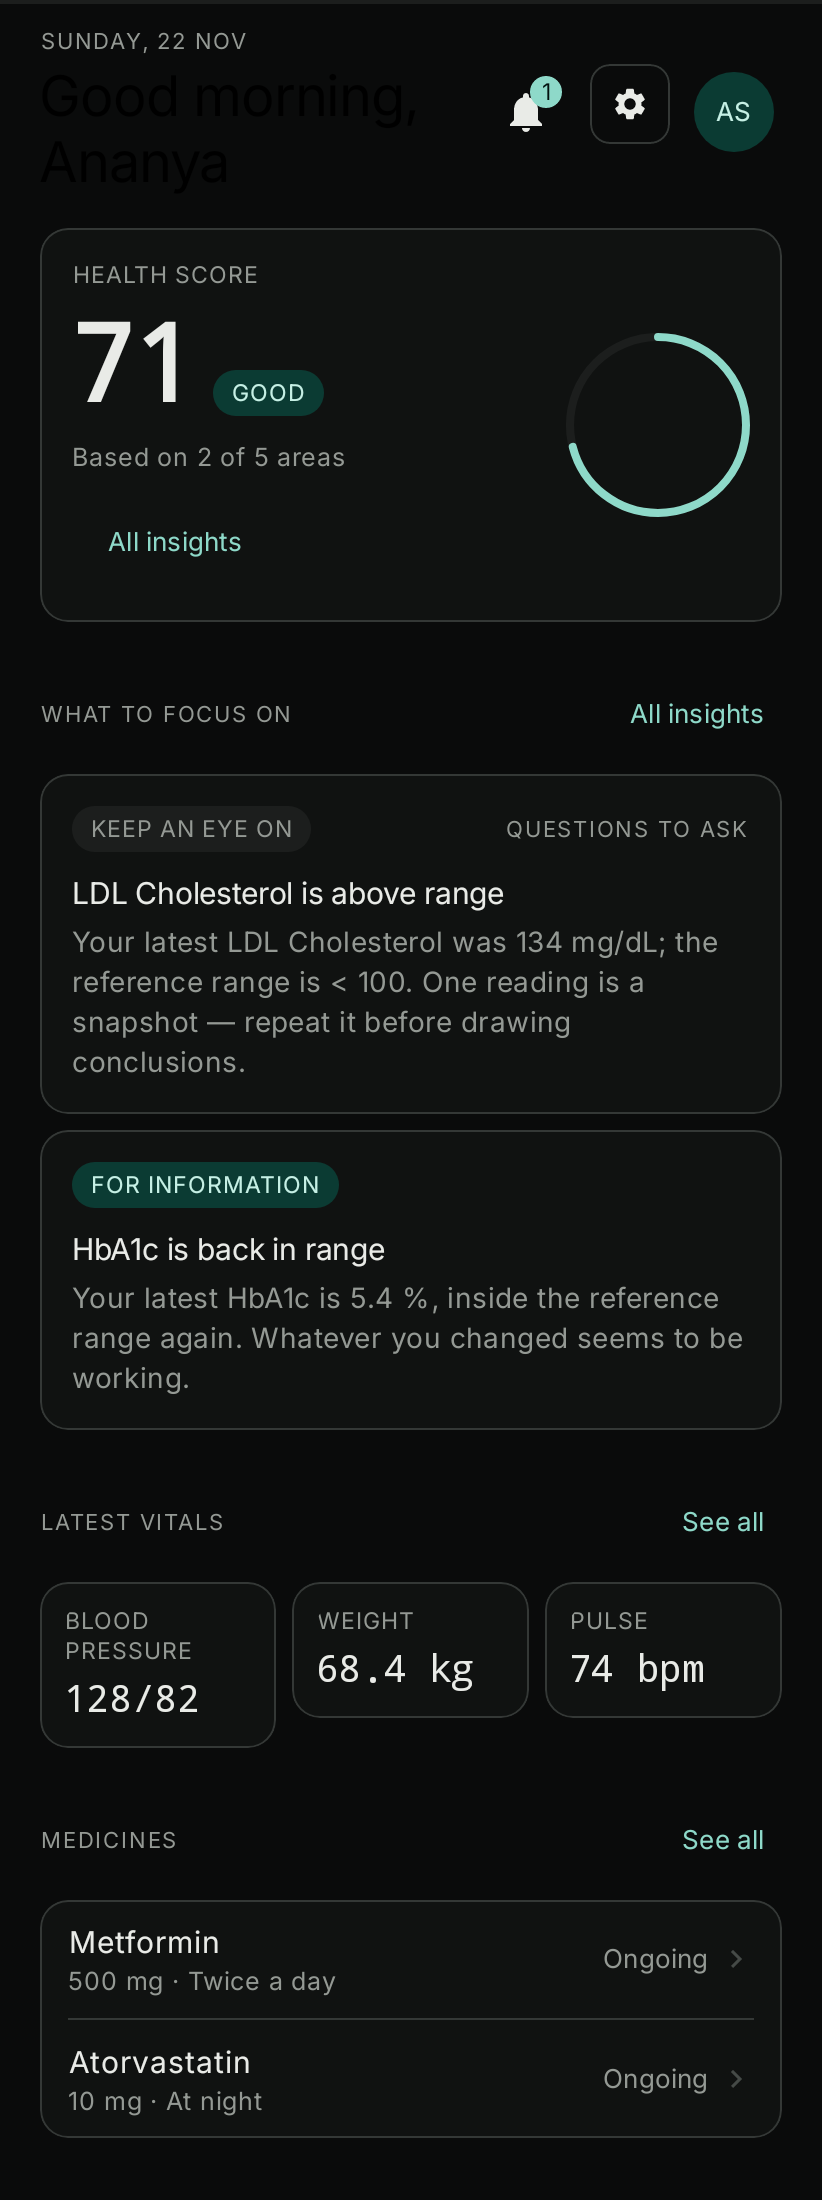 SUNDAY, 22 NOV
Good morning,
Ananya
1
AS
HEALTH SCORE
71
GOOD
Based on 2 of 5 areas
All insights
WHAT TO FOCUS ON
All insights
KEEP AN EYE ON
QUESTIONS TO ASK
LDL Cholesterol is above range
Your latest LDL Cholesterol was 134 mg/dL; the
reference range is < 100. One reading is a
snapshot — repeat it before drawing
conclusions.
FOR INFORMATION
HbA1c is back in range
Your latest HbA1c is 5.4 %, inside the reference
range again. Whatever you changed seems to be
working.
LATEST VITALS
See all
BLOOD
PRESSURE
128/82
WEIGHT
68.4 kg
PULSE
74 bpm
MEDICINES
See all
Metformin
500 mg · Twice a day
Ongoing
Atorvastatin
10 mg · At night
Ongoing